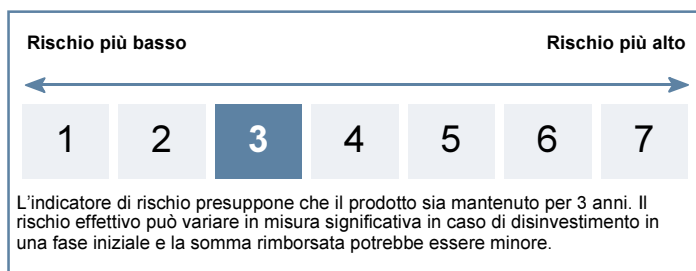 Rischio più basso Rischio più alto
1 2 3 4 5 6 7
L'indicatore di rischio presuppone che il prodotto sia mantenuto per 3 anni. Il
rischio effettivo può variare in misura significativa in caso di disinvestimento in
una fase iniziale e la somma rimborsata potrebbe essere minore.